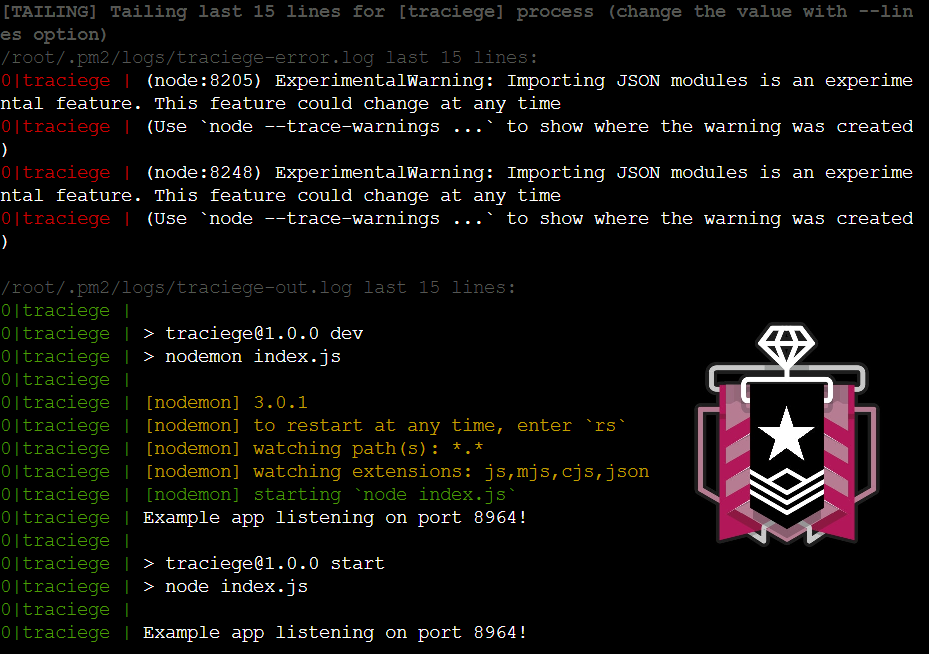 [TAILING] Tailing last 15 lines for [traciege] process (change the value with --lin
es option)
/root/.pm2/logs/traciege-error.log last 15 lines:
0|traciege | (node:8205) ExperimentalWarning: Importing JSON modules is an experime
ntal feature. This feature could change at any time
0|traciege | (Use `node --trace-warnings ...` to show where the warning was created
)
0|traciege | (node:8248) ExperimentalWarning: Importing JSON modules is an experime
ntal feature. This feature could change at any time
0|traciege | (Use `node --trace-warnings ...` to show where the warning was created
)
/root/.pm2/logs/traciege-out.log last 15 lines:
0|traciege |
0|traciege | > traciege@1.0.0 dev
0|traciege | > nodemon index.js
0|traciege |
0|traciege | [nodemon] 3.0.1
0|traciege | [nodemon] to restart at any time, enter `rs`
0|traciege | [nodemon] watching path(s): *.*
0|traciege | [nodemon] watching extensions: js,mjs,cjs,json
0|traciege | [nodemon] starting `node index.js`
0|traciege | Example app listening on port 8964!
0|traciege |
0|traciege | > traciege@1.0.0 start
0|traciege | > node index.js
0|traciege |
0|traciege | Example app listening on port 8964!